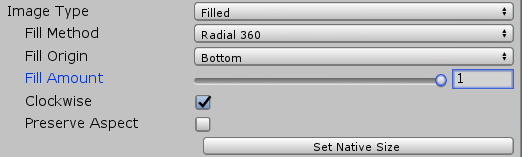 Image Type Filled
Fill Method Radial 360
Fill Origin Bottom
Fill Amount 1
Clockwise
Preserve Aspect
Set Native Size